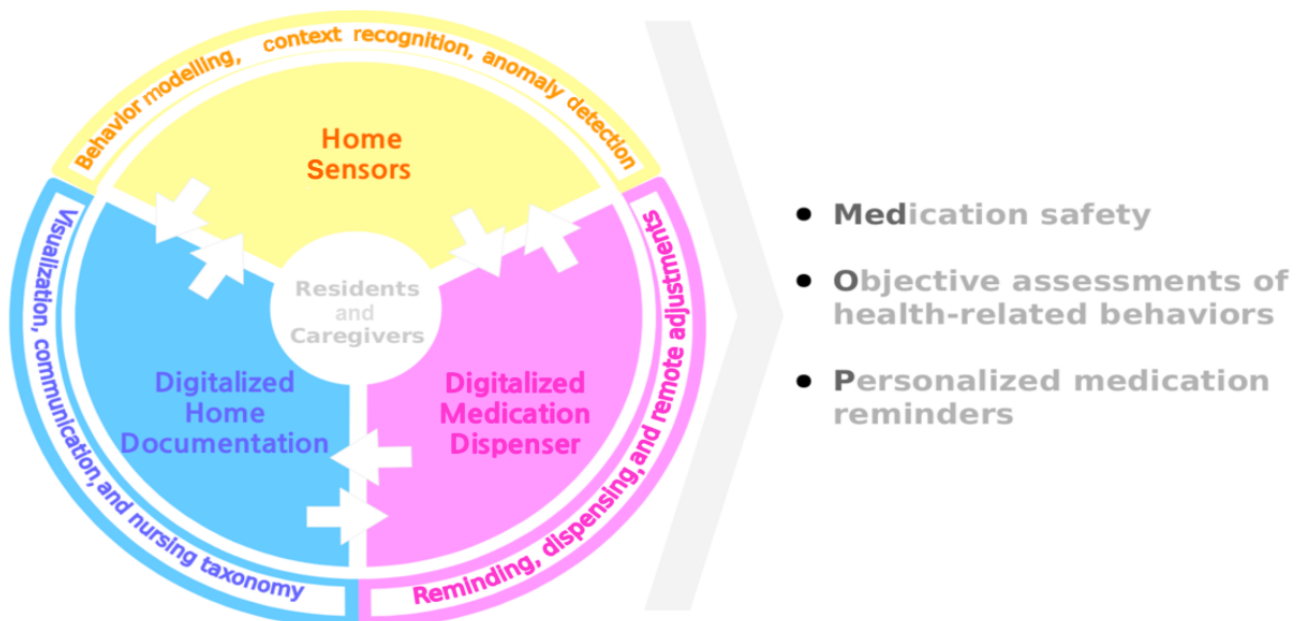 Behavior modelling, context recognition, anomaly detection
Home
Sensors
Residents
and
Caregivers
Digitalized
Home
Documentation
Digitalized
Medication
Dispenser
Visualization, communication, and nursing taxonomy
Reminding, dispensing, and remote adjustments
• Medication safety
• Objective assessments of
health-related behaviors
• Personalized medication
reminders